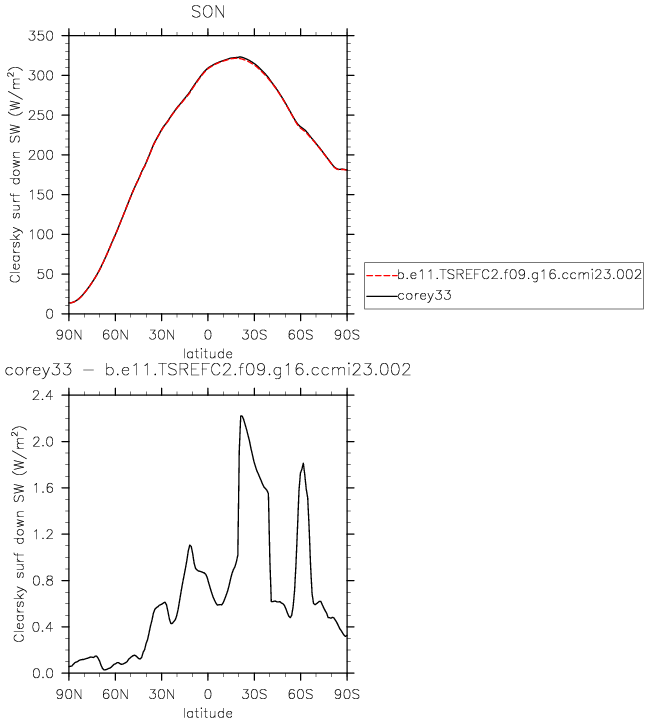 SON
350
300
250
200
150
100
50
0
Clearsky surf down SW (W/m²)
90N 60N 30N 0 30S 60S 90S
latitude
b.e11.TSREFC2.f09.g16.ccmi23.002
corey33
corey33 − b.e11.TSREFC2.f09.g16.ccmi23.002
2.4
2.0
1.6
1.2
0.8
0.4
0.0
Clearsky surf down SW (W/m²)
90N 60N 30N 0 30S 60S 90S
latitude